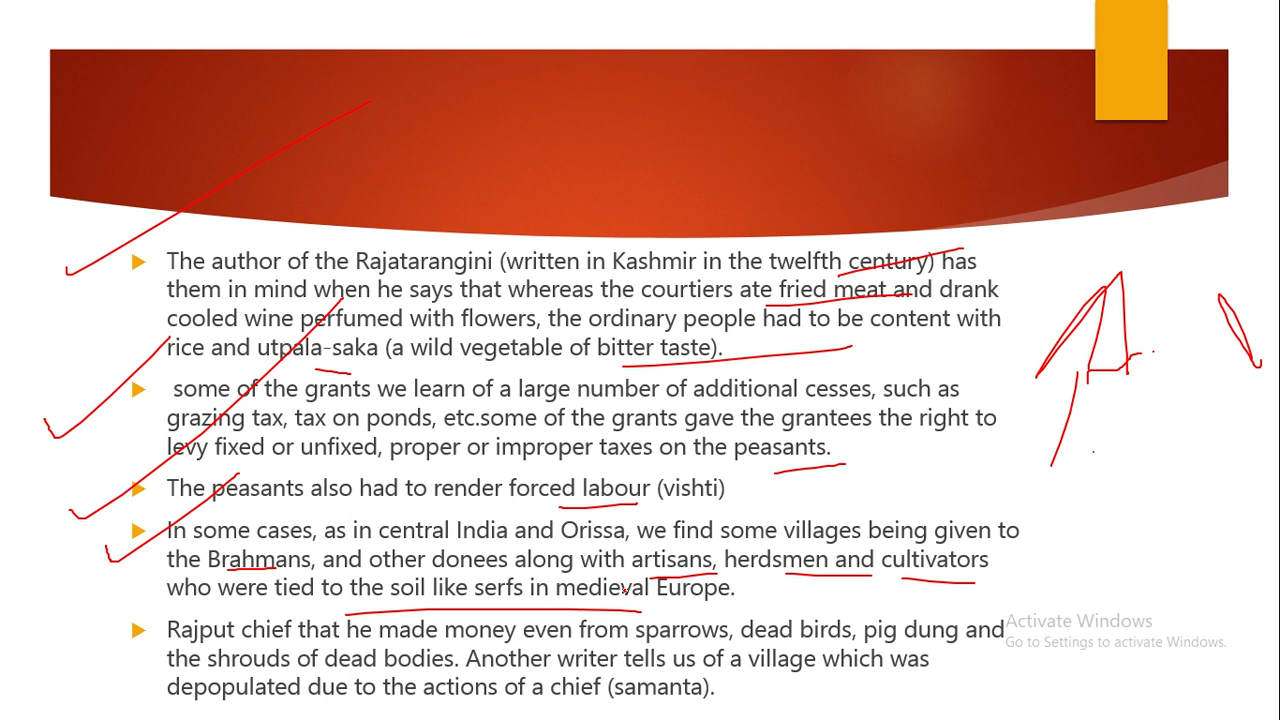 The author of the Rajatarangini (written in Kashmir in the twelfth century) has
them in mind when he says that whereas the courtiers ate fried meat and drank
cooled wine perfumed with flowers, the ordinary people had to be content with
rice and utpala-saka (a wild vegetable of bitter taste).
some of the grants we learn of a large number of additional cesses, such as
grazing tax, tax on ponds, etc.some of the grants gave the grantees the right to
levy fixed or unfixed, proper or improper taxes on the peasants.
The peasants also had to render forced labour (vishti)
In some cases, as in central India and Orissa, we find some villages being given to
the Brahmans, and other donees along with artisans, herdsmen and cultivators
who were tied to the soil like serfs in medieval Europe.
Activate Windows
Rajput chief that he made money even from sparrows, dead birds, pig dung and
Go to Settings to activate Windows.
the shrouds of dead bodies. Another writer tells us of a village which was
depopulated due to the actions of a chief (samanta).